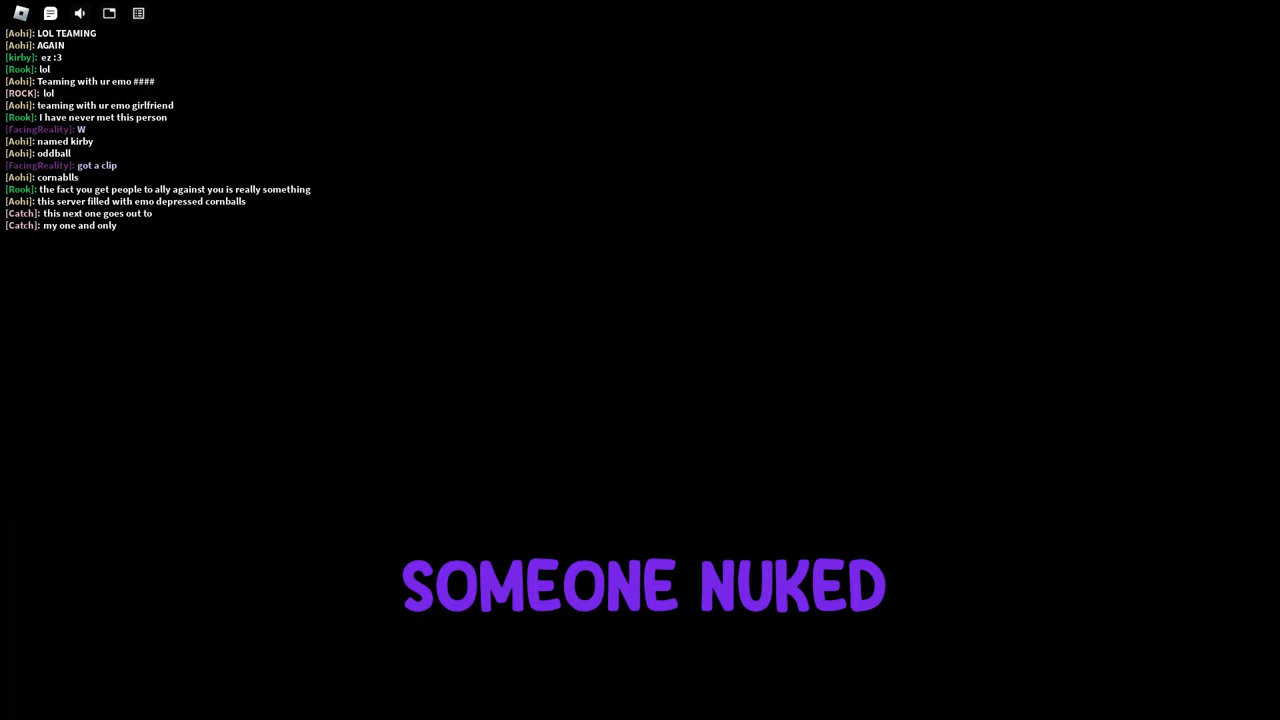 [Aohi]: LOL TEAMING
[Aohi]: AGAIN
[kirby]: ez :3
[Rook]: lol
[Aohi]: Teaming with ur emo ####
[ROCK]: lol
[Aohi]: teaming with ur emo girlfriend
[Rook]: I have never met this person
[FacingReality]: W
[Aohi]: named kirby
[Aohi]: oddball
[FacingReality]: got a clip
[Aohi]: cornablls
[Rook]: the fact you get people to ally against you is really something
[Aohi]: this server filled with emo depressed cornballs
[Catch]: this next one goes out to
[Catch]: my one and only
SOMEONE NUKED